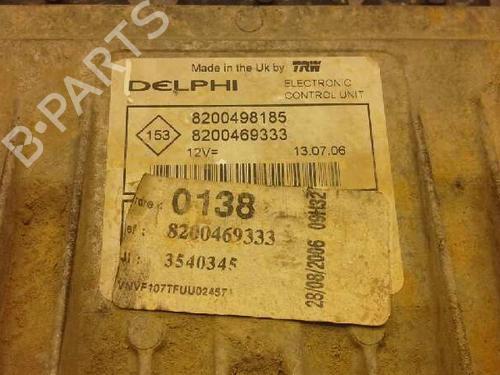 Made in the Uk by TRW
DELPHI
ELECTRONIC
CONTROL UNIT
153
8200498185
8200469333
12V=
13.07.06
0138
8200469333
3540345
28/08/2006 09H32
B-PARTS